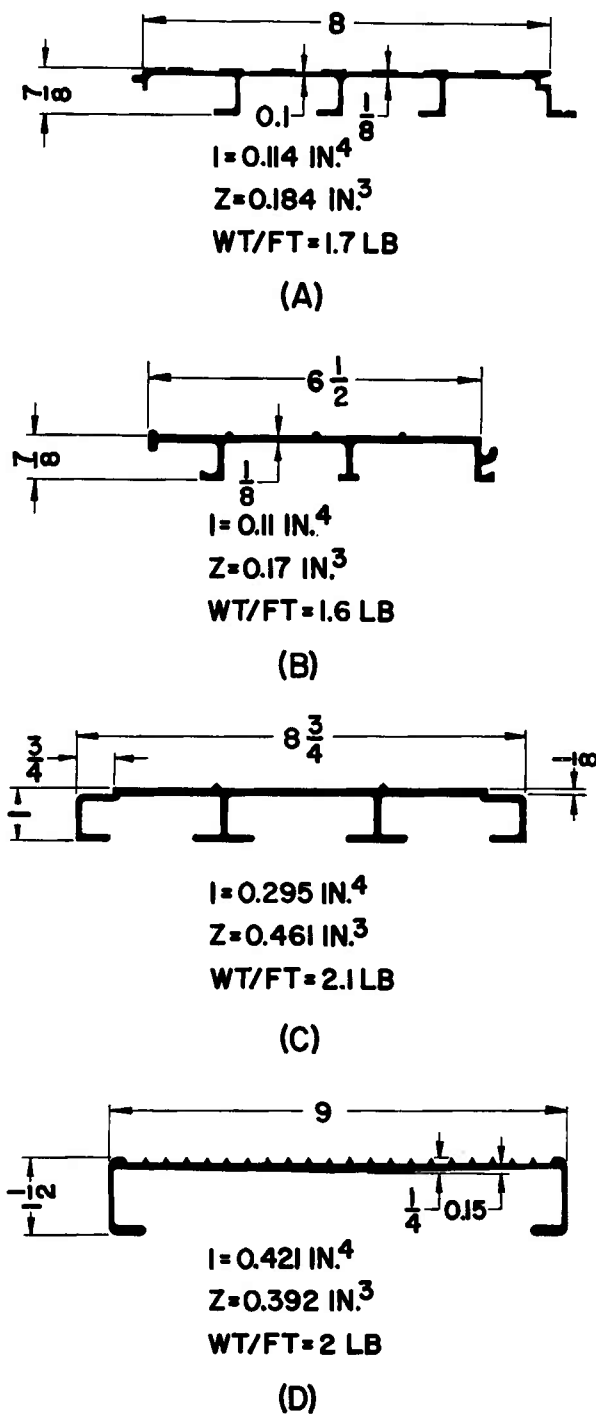 8
7/8
0.1
1/8
I=0.114 IN.4
Z=0.184 IN.3
WT/FT=1.7 LB
(A)
6 1/2
7/8
1/8
I=0.11 IN.4
Z=0.17 IN.3
WT/FT=1.6 LB
(B)
3/4
8 3/4
1/8
1
I=0.295 IN.4
Z=0.461 IN.3
WT/FT=2.1 LB
(C)
9
1 1/2
1/4
0.15
I=0.421 IN.4
Z=0.392 IN.3
WT/FT=2 LB
(D)